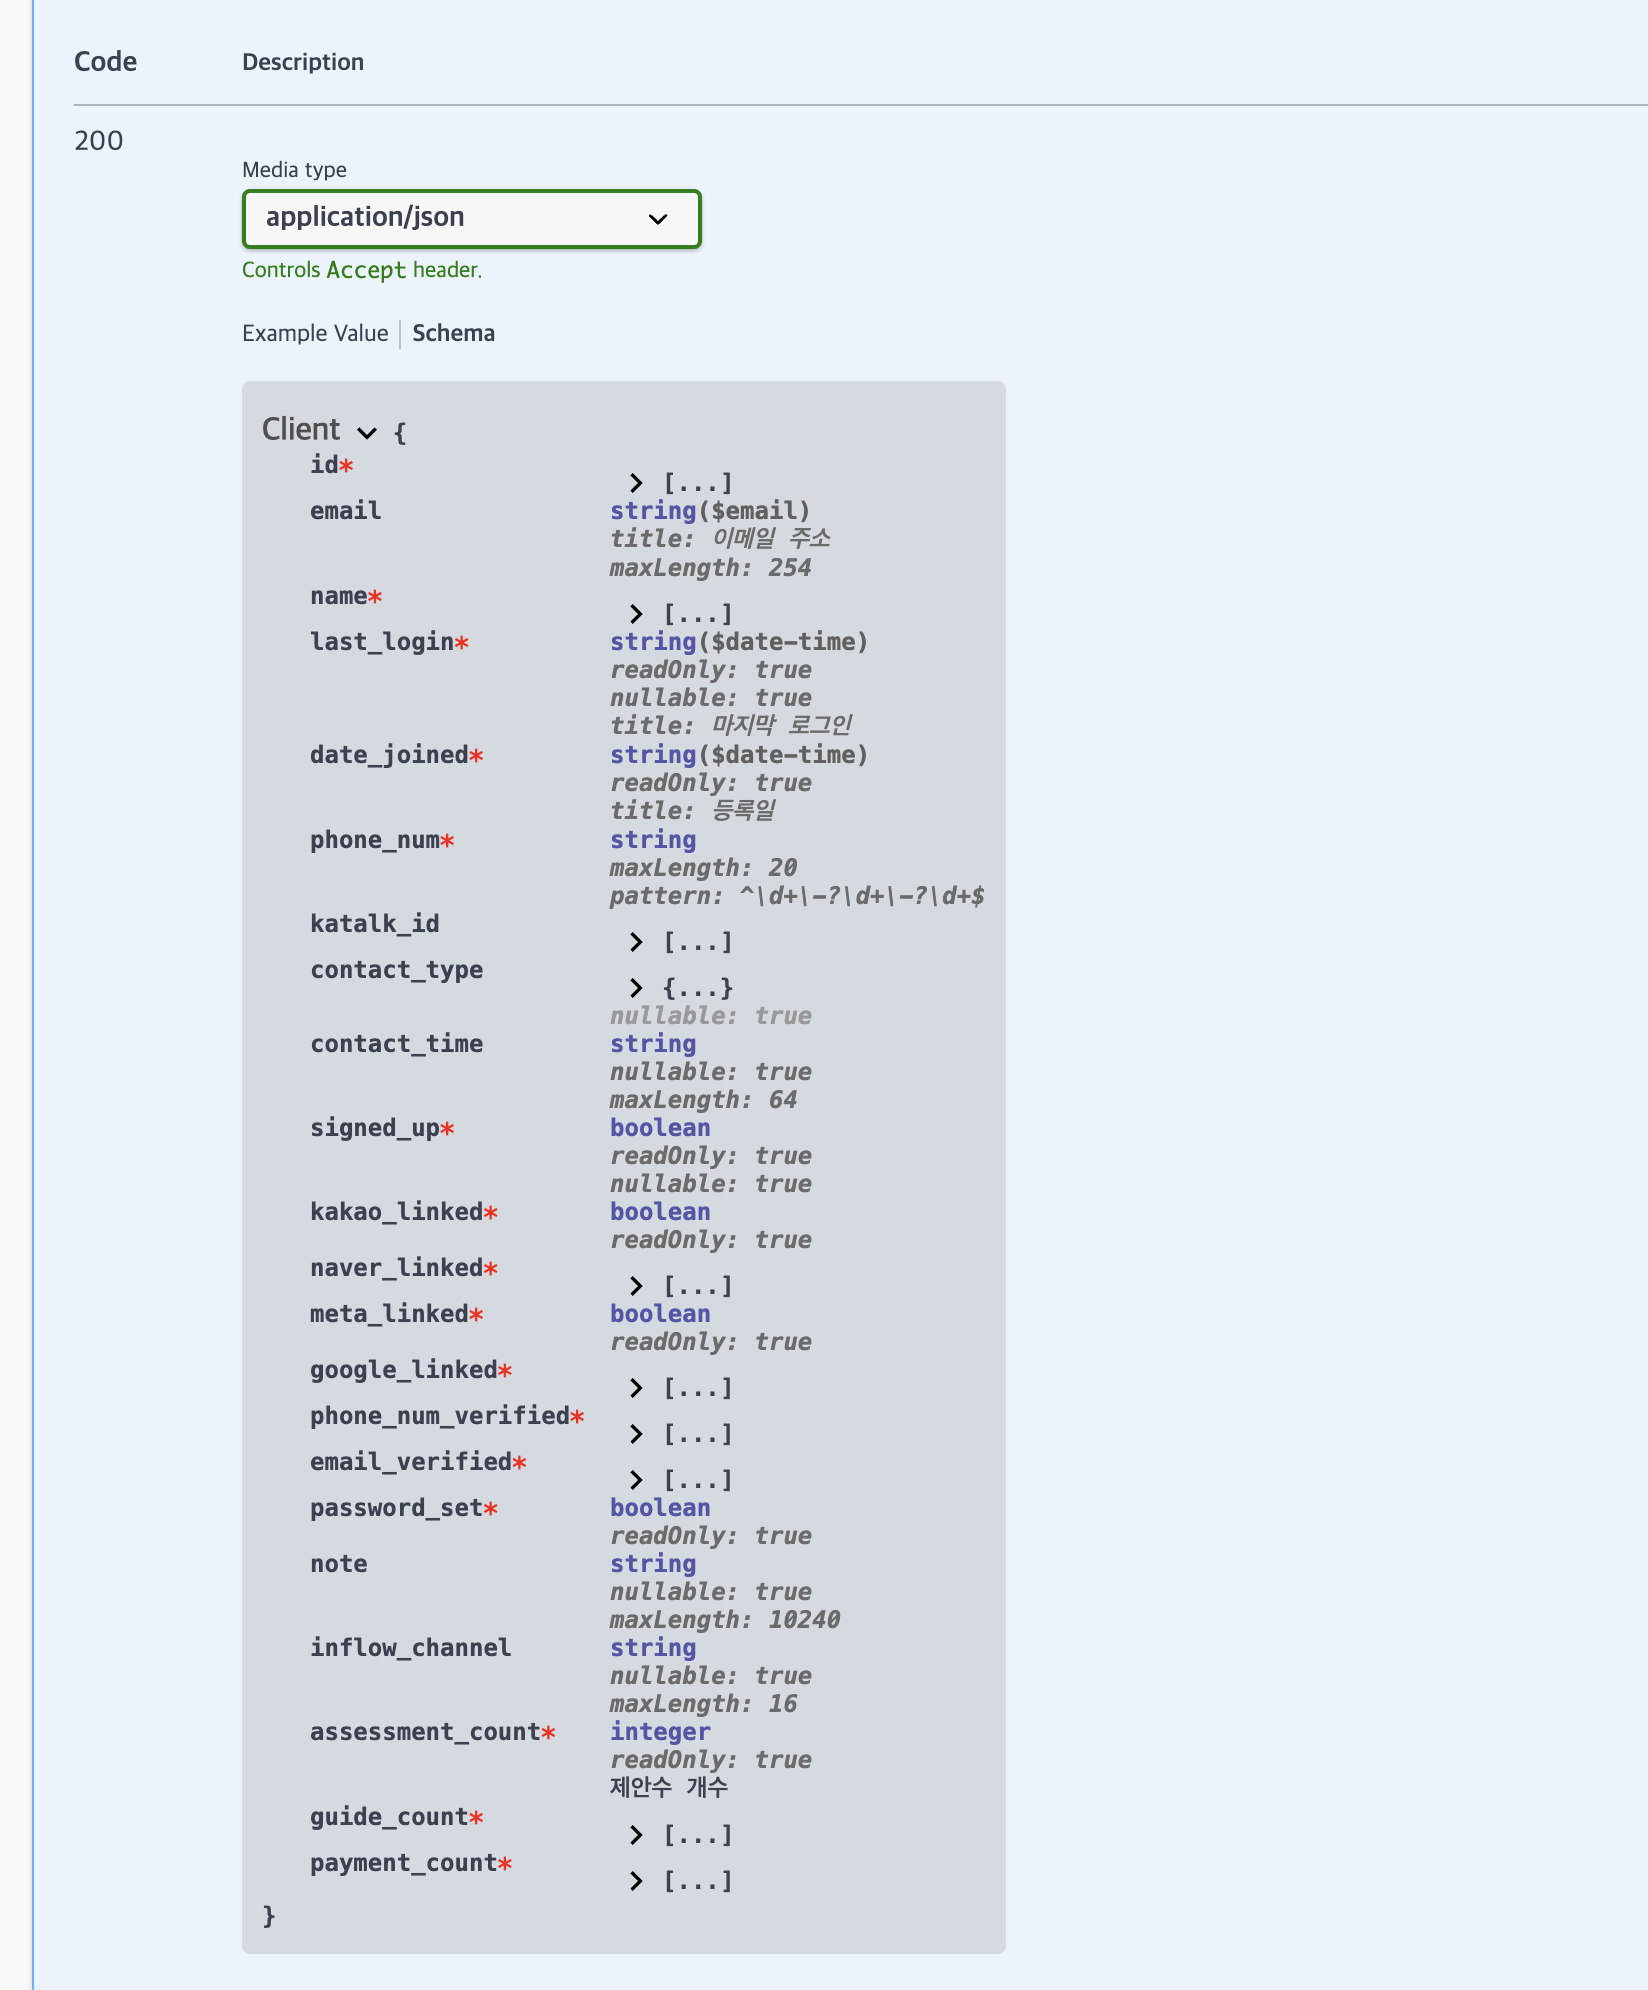 Code Description
200
Media type
application/json
Controls Accept header.
Example Value Schema
Client {
id*
[...]
email string($email)
title: 이메일 주소
maxLength: 254
name*
[...]
last_login* string($date-time)
readOnly: true
nullable: true
title: 마지막 로그인
date_joined* string($date-time)
readOnly: true
title: 등록일
phone_num* string
maxLength: 20
pattern: ^\d+\-?\d+\-?\d+$
katalk_id
[...]
contact_type
{...}
nullable: true
contact_time string
nullable: true
maxLength: 64
signed_up* boolean
readOnly: true
nullable: true
kakao_linked* boolean
readOnly: true
naver_linked*
[...]
meta_linked* boolean
readOnly: true
google_linked*
[...]
phone_num_verified*
[...]
email_verified*
[...]
password_set* boolean
readOnly: true
note string
nullable: true
maxLength: 10240
inflow_channel string
nullable: true
maxLength: 16
assessment_count* integer
readOnly: true
제안수 개수
guide_count*
[...]
payment_count*
[...]
}